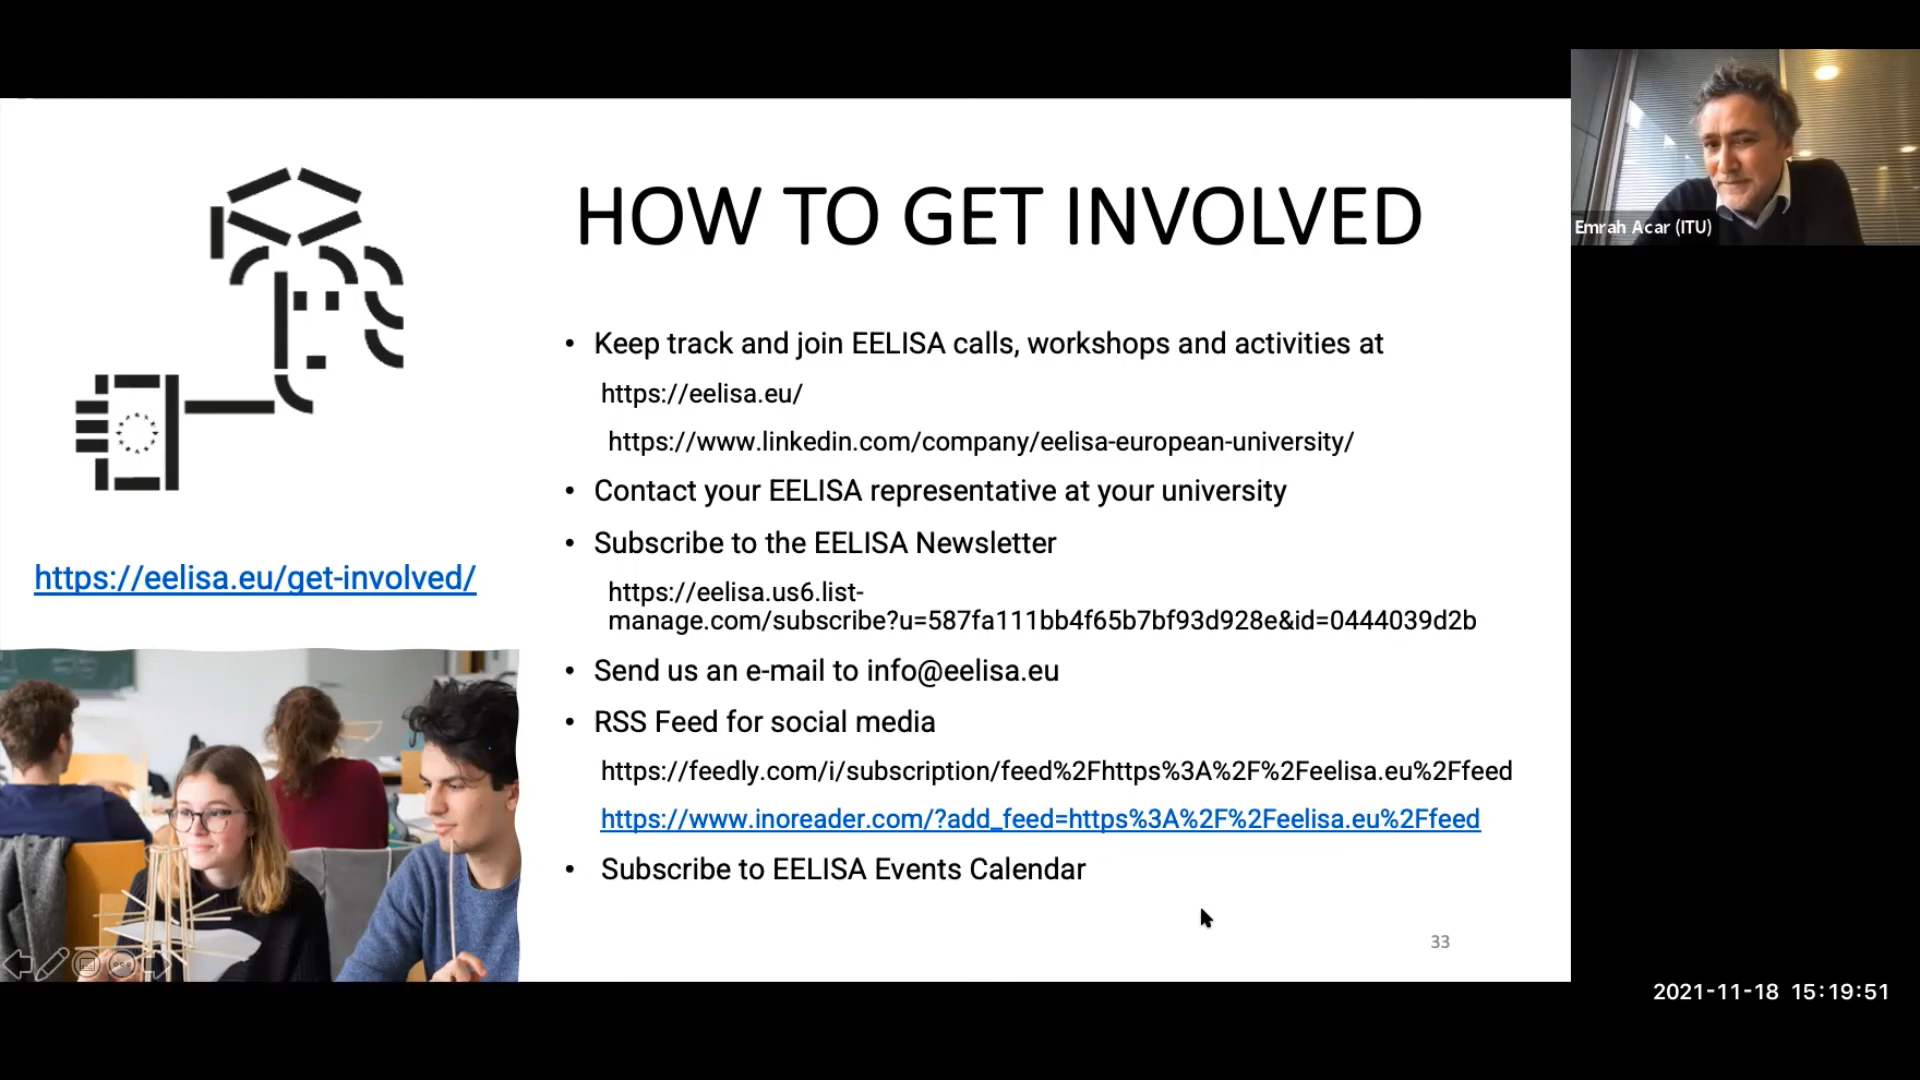 HOW TO GET INVOLVED
Emrah Acar (ITU)
• Keep track and join EELISA calls, workshops and activities at
https://eelisa.eu/
https://www.linkedin.com/company/eelisa-european-university/
• Contact your EELISA representative at your university
• Subscribe to the EELISA Newsletter
https://eelisa.us6.list-
manage.com/subscribe?u=587fa111bb4f65b7bf93d928e&id=0444039d2b
• Send us an e-mail to info@eelisa.eu
• RSS Feed for social media
https://feedly.com/i/subscription/feed%2Fhttps%3A%2F%2Feelisa.eu%2Ffeed
https://www.inoreader.com/?add_feed=https%3A%2F%2Feelisa.eu%2Ffeed
• Subscribe to EELISA Events Calendar
https://eelisa.eu/get-involved/
33
2021-11-18 15:19:51